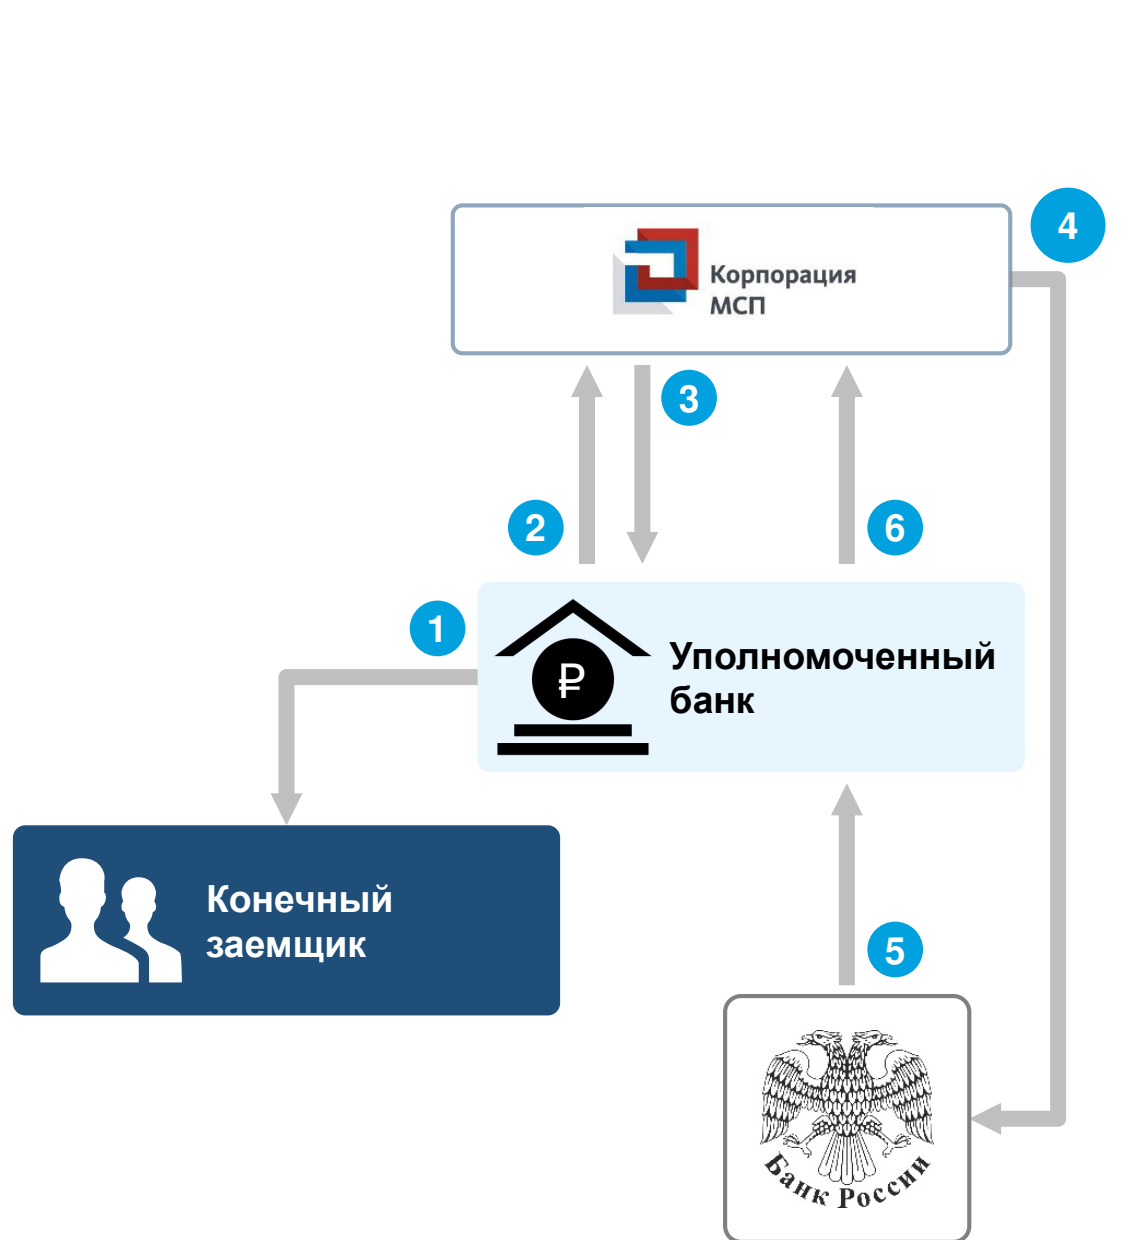 4
Корпорация
МСП
3
2
6
1
₽
Уполномоченный
банк
Конечный
заемщик
5
Банк России